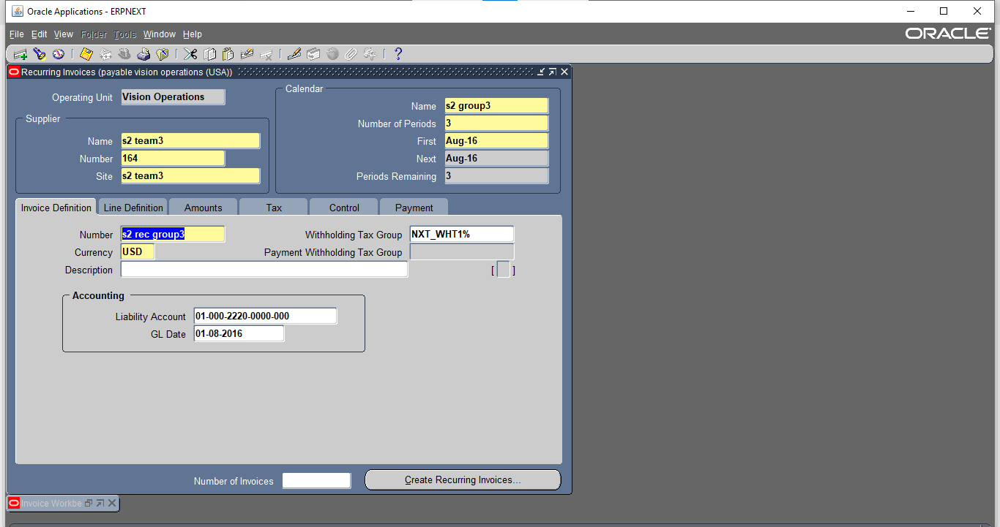 Oracle Applications - ERPNEXT
File Edit View Folder Tools Window Help
ORACLE
Recurring Invoices (payable vision operations (USA))
Operating Unit Vision Operations
Supplier
Name s2 team3
Number 164
Site s2 team3
Calendar
Name s2 group3
Number of Periods 3
First Aug-16
Next Aug-16
Periods Remaining 3
Invoice Definition Line Definition Amounts Tax Control Payment
Number s2 rec group3 Withholding Tax Group NXT_WHT1%
Currency USD Payment Withholding Tax Group
Description [ ]
Accounting
Liability Account 01-000-2220-0000-000
GL Date 01-08-2016
Number of Invoices Create Recurring Invoices...
Invoice Workbe